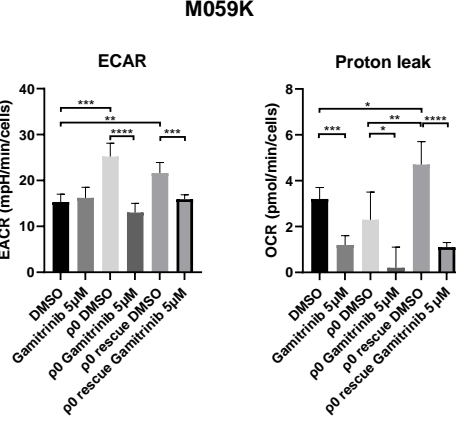 M059K
ECAR
EACR (mpH/min/cells)
40
30
20
10
0
***
**
****
***
DMSO
Gamitrinib 5µM
ρ0 DMSO
ρ0 Gamitrinib 5µM
ρ0 rescue DMSO
ρ0 rescue Gamitrinib 5µM
Proton leak
OCR (pmol/min/cells)
8
6
4
2
0
*
**
****
***
*
DMSO
Gamitrinib 5µM
ρ0 DMSO
ρ0 Gamitrinib 5µM
ρ0 rescue DMSO
ρ0 rescue Gamitrinib 5µM